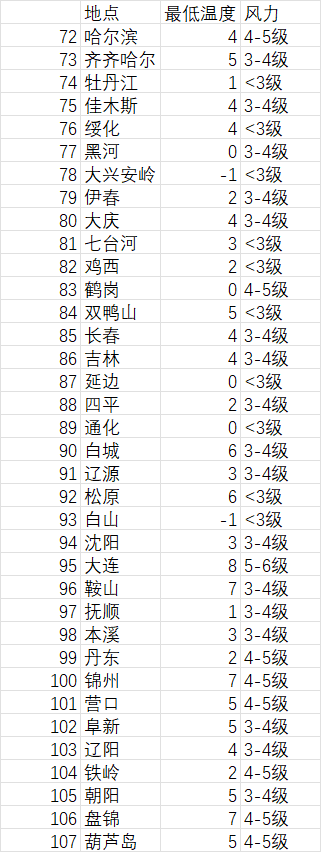 地点 最低温度 风力
72 哈尔滨 4 4-5级
73 齐齐哈尔 5 3-4级
74 牡丹江 1 <3级
75 佳木斯 4 3-4级
76 绥化 4 <3级
77 黑河 0 3-4级
78 大兴安岭 -1 <3级
79 伊春 2 3-4级
80 大庆 4 3-4级
81 七台河 3 <3级
82 鸡西 2 <3级
83 鹤岗 0 4-5级
84 双鸭山 5 <3级
85 长春 4 3-4级
86 吉林 4 3-4级
87 延边 0 <3级
88 四平 2 3-4级
89 通化 0 <3级
90 白城 6 3-4级
91 辽源 3 3-4级
92 松原 6 <3级
93 白山 -1 <3级
94 沈阳 3 3-4级
95 大连 8 5-6级
96 鞍山 7 3-4级
97 抚顺 1 3-4级
98 本溪 3 3-4级
99 丹东 2 4-5级
100 锦州 7 4-5级
101 营口 5 4-5级
102 阜新 5 3-4级
103 辽阳 4 3-4级
104 铁岭 2 4-5级
105 朝阳 5 3-4级
106 盘锦 7 4-5级
107 葫芦岛 5 4-5级